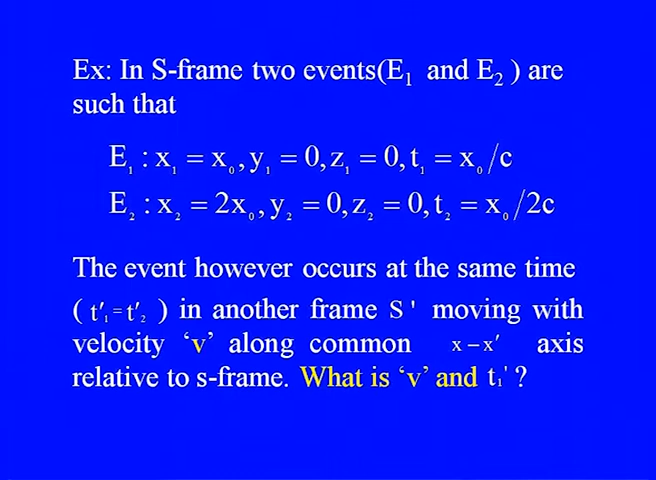 Ex: In S-frame two events(E₁ and E₂ ) are
such that
E₁ : x₁ = x₀, y₁ = 0, z₁ = 0, t₁ = x₀/c
E₂ : x₂ = 2x₀, y₂ = 0, z₂ = 0, t₂ = x₀/2c
The event however occurs at the same time
( t′₁ = t′₂ ) in another frame S ' moving with
velocity ‘v’ along common x – x′ axis
relative to s-frame. What is ‘v’ and t₁' ?